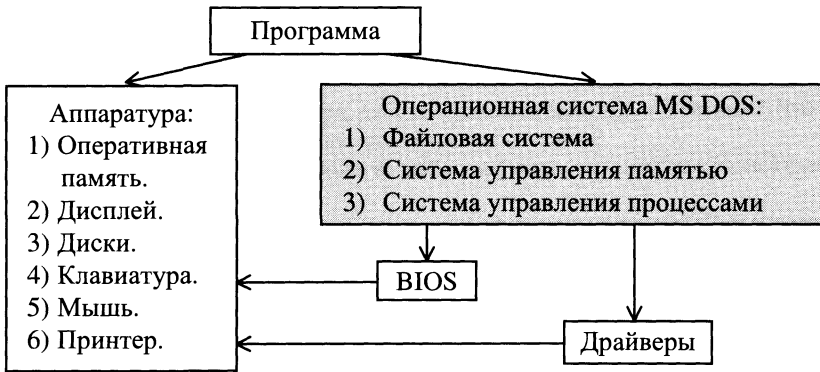 Программа
Аппаратура:
1) Оперативная
память.
2) Дисплей.
3) Диски.
4) Клавиатура.
5) Мышь.
6) Принтер.
Операционная система MS DOS:
1) Файловая система
2) Система управления памятью
3) Система управления процессами
BIOS
Драйверы